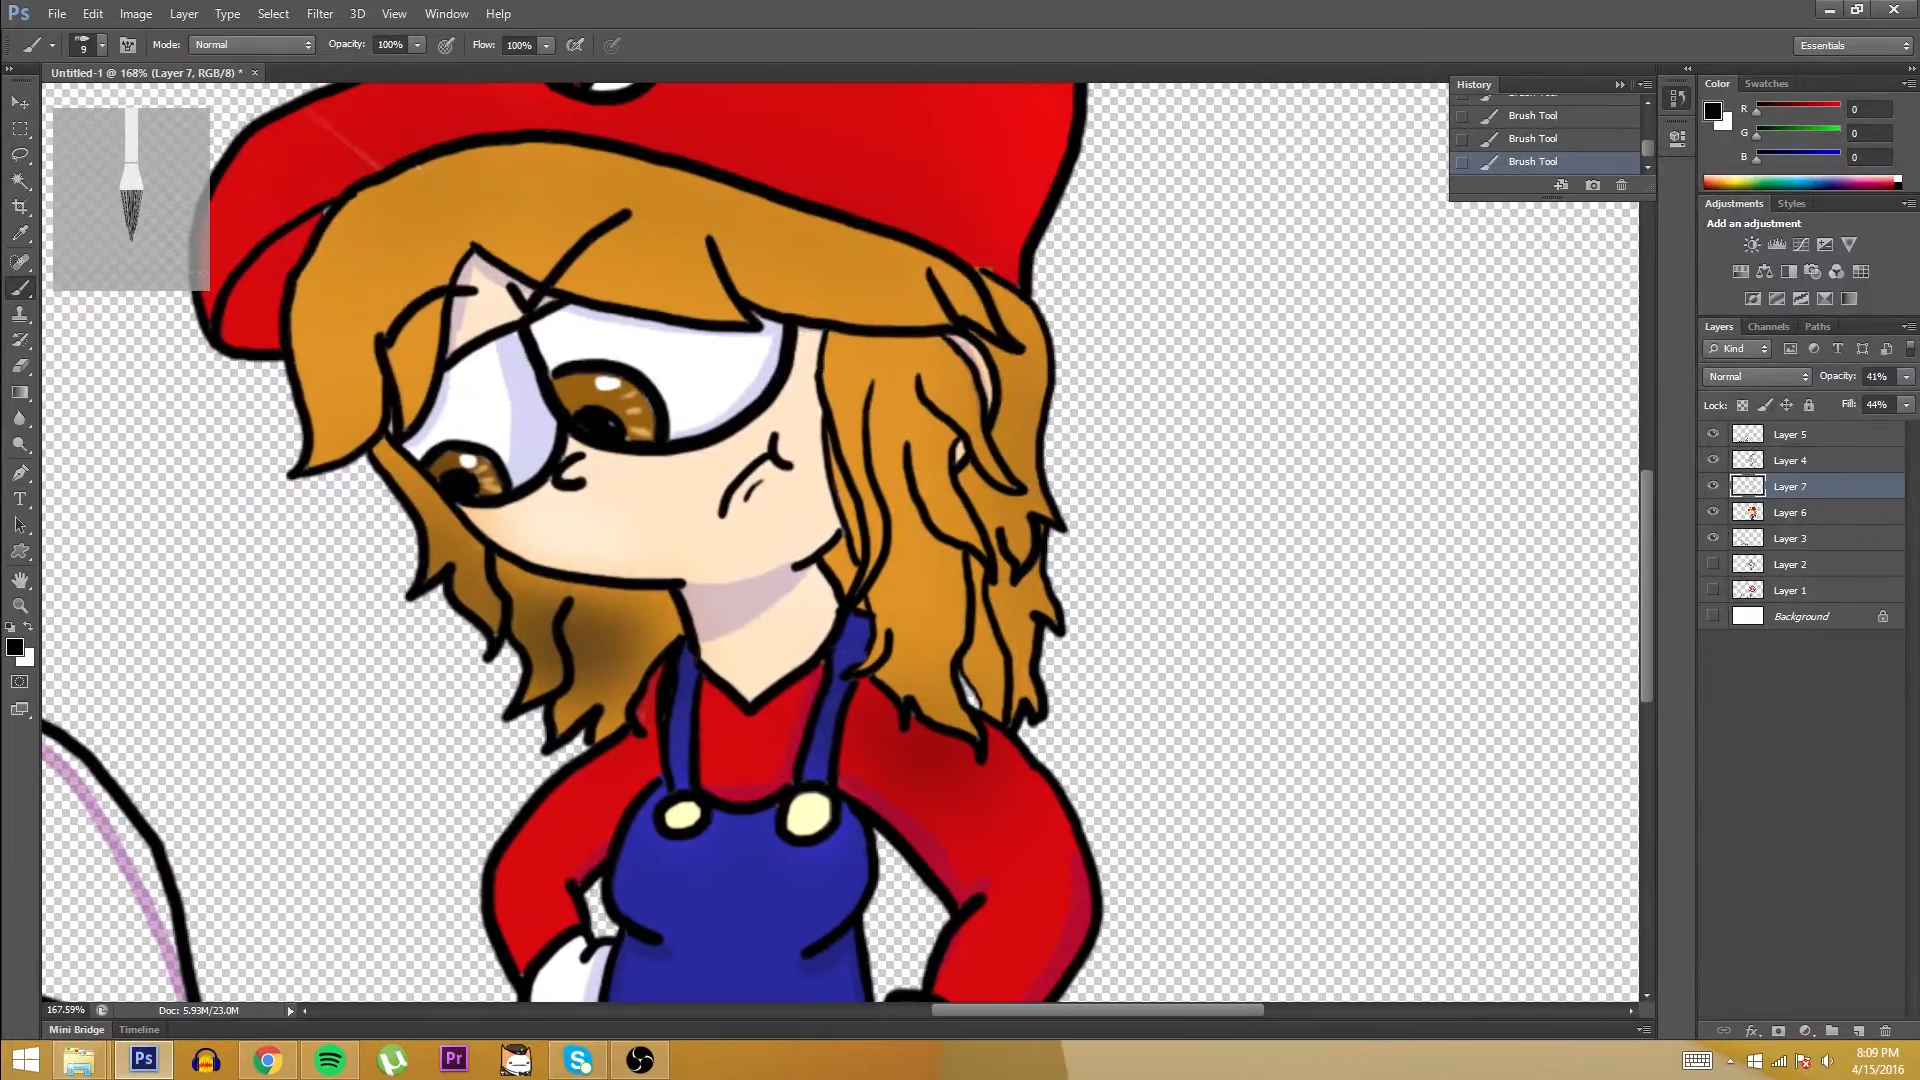 Ps File Edit Image Layer Type Select Filter 3D View Window Help
9 Mode: Normal Opacity: 100% Flow: 100% Essentials
Untitled-1 @ 168% (Layer 7, RGB/8) *
History
Brush Tool
Brush Tool
Brush Tool
Color Swatches
R 0
G 0
B 0
Adjustments Styles
Add an adjustment
Layers Channels Paths
Kind
Normal Opacity: 41%
Lock: Fill: 44%
Layer 5
Layer 4
Layer 7
Layer 6
Layer 3
Layer 2
Layer 1
Background
167.59% Doc: 5.93M/23.0M
Mini Bridge Timeline
Ps Pr
8:09 PM
4/15/2016